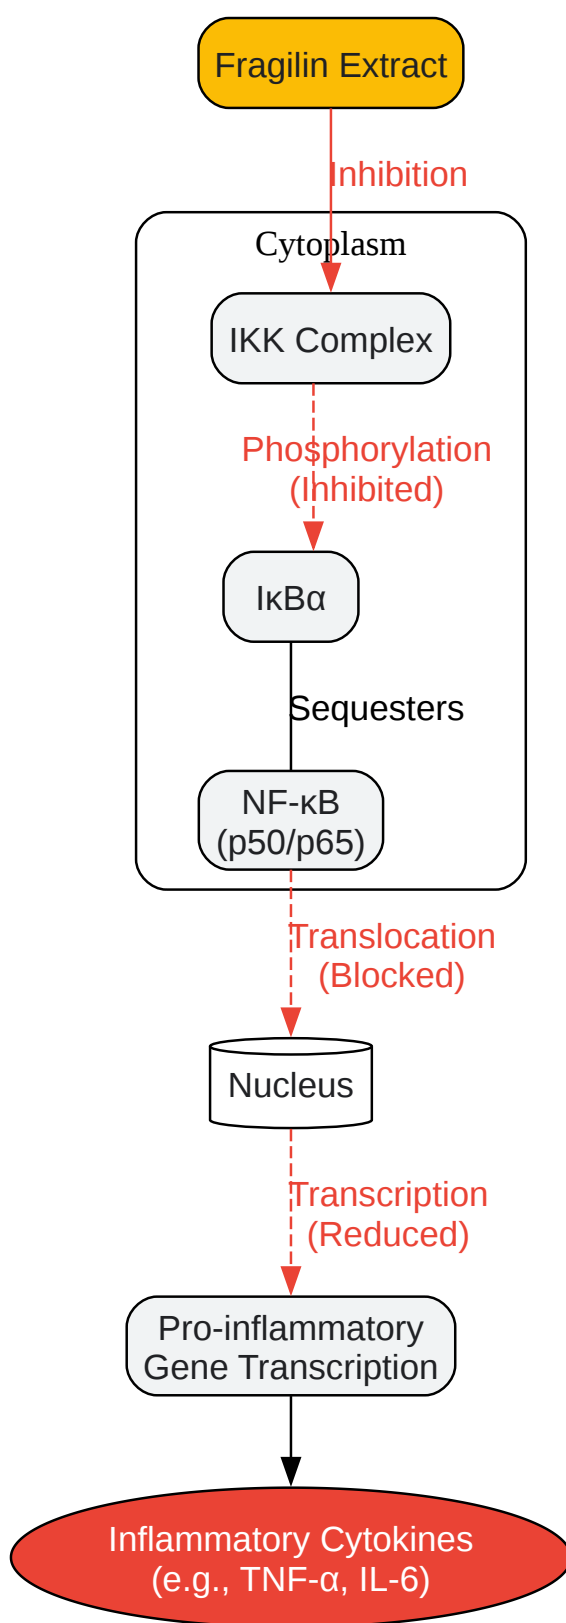 Fragilin Extract
Inhibition
Cytoplasm
IKK Complex
Phosphorylation
(Inhibited)
IκBα
Sequesters
NF-κB
(p50/p65)
Translocation
(Blocked)
Nucleus
Transcription
(Reduced)
Pro-inflammatory
Gene Transcription
Inflammatory Cytokines
(e.g., TNF-α, IL-6)